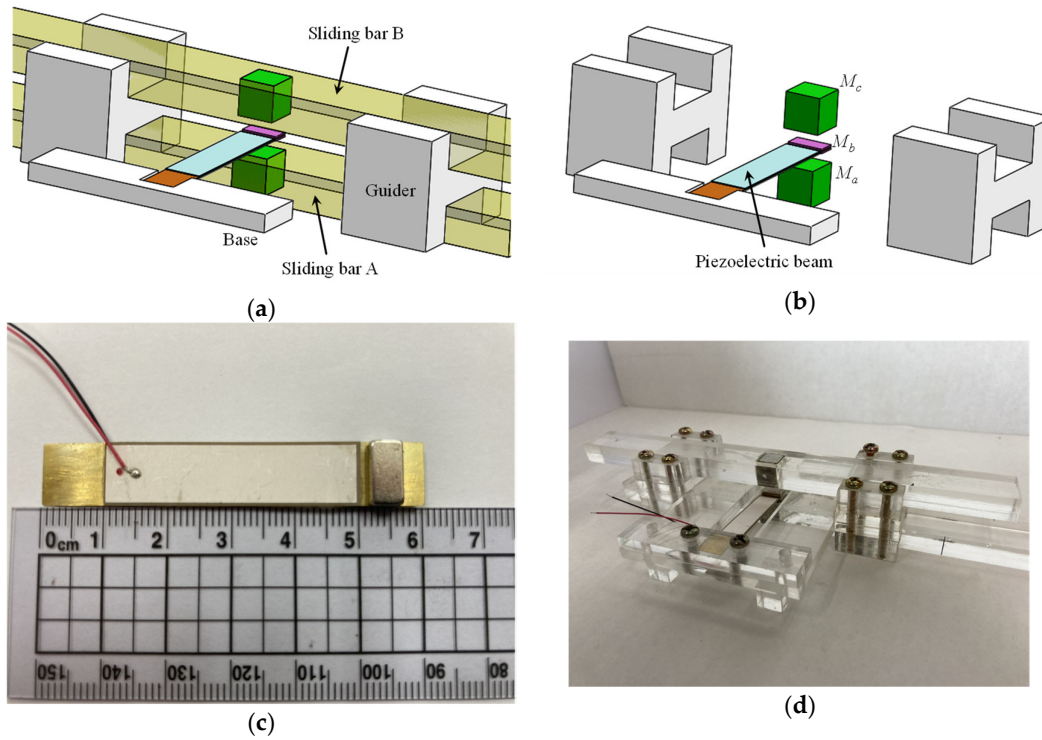 Sliding bar B
Guider
Base
Sliding bar A
(a)
M_c
M_b
M_a
Piezoelectric beam
(b)
0cm 1 2 3 4 5 6 7
150 140 130 120 110 100 90 80
(c)
(d)